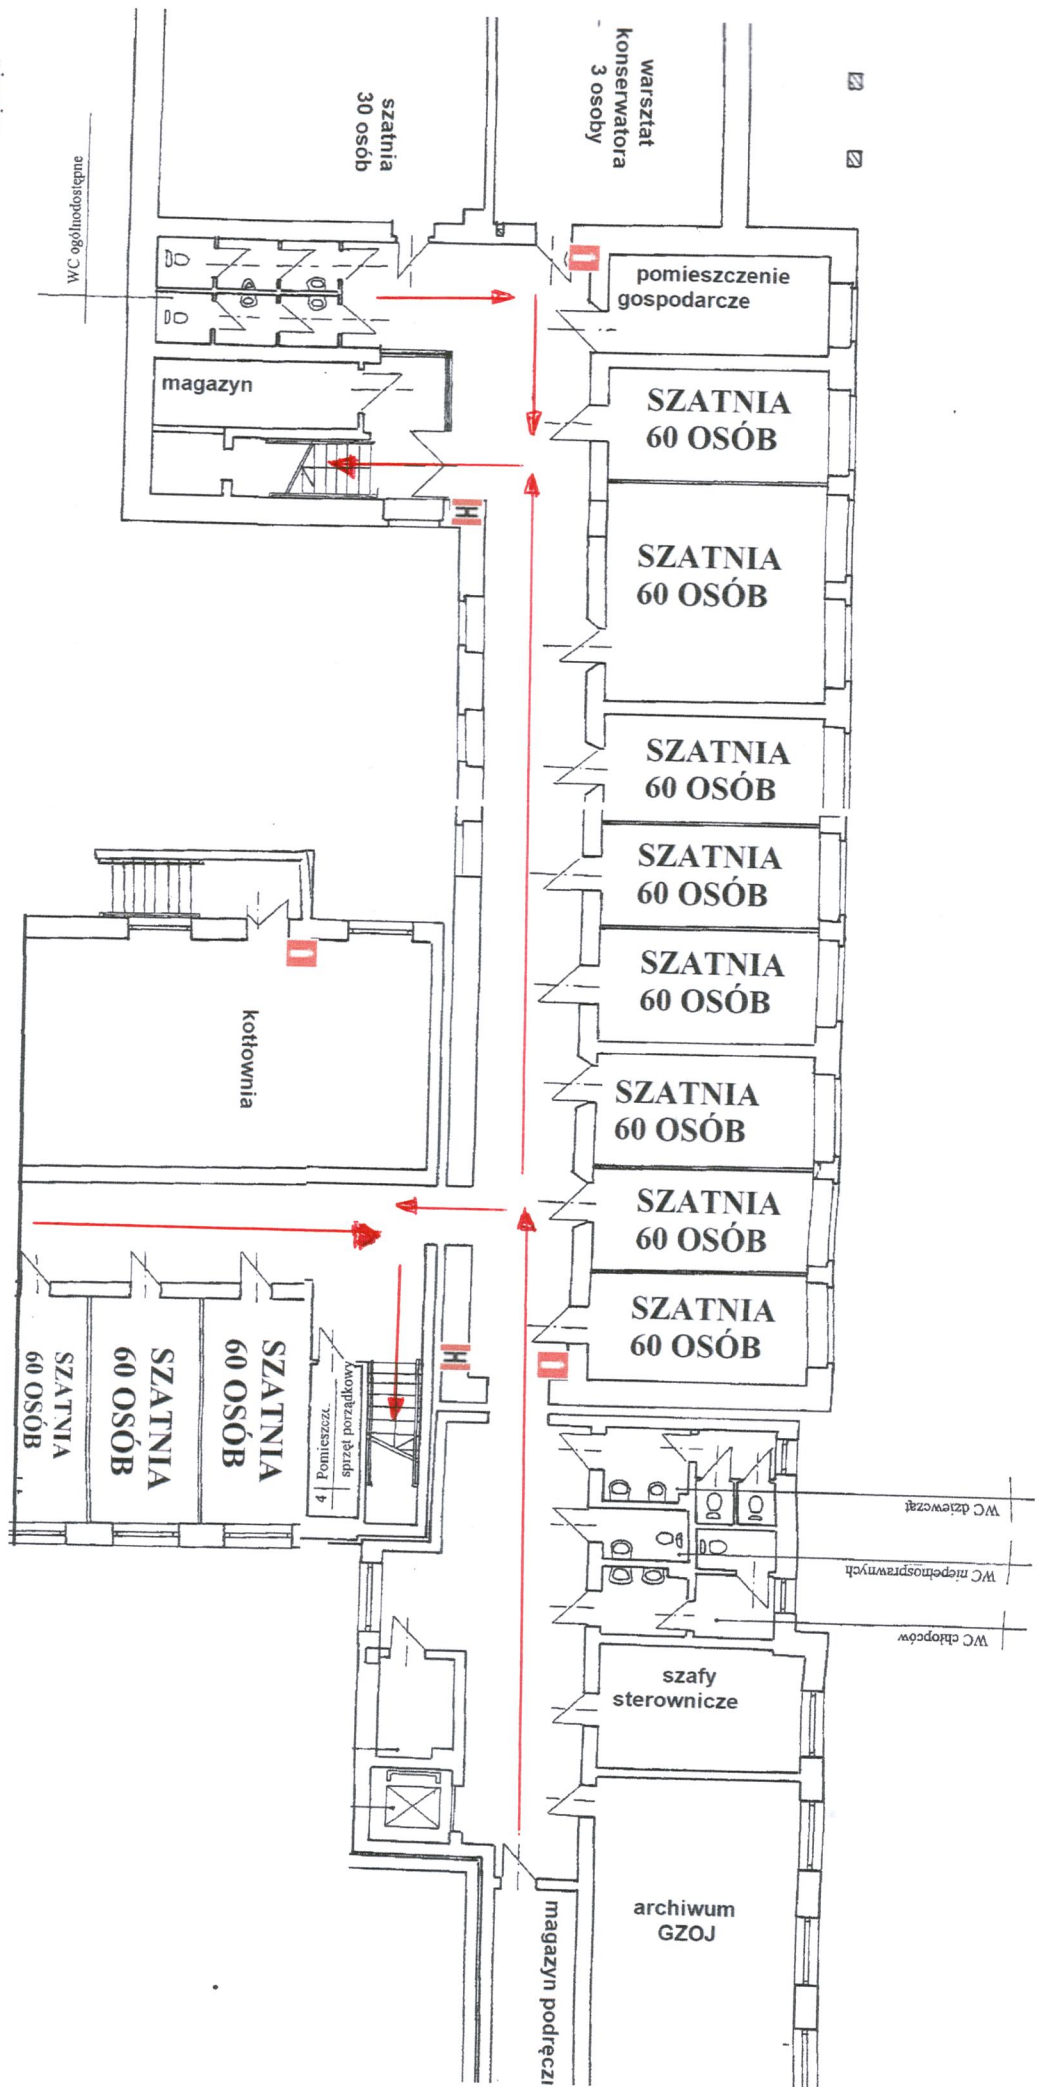 warsztat
konserwatora
3 osoby
szatnia
30 osób
WC ogólnodostępne
pomieszczenie
gospodarcze
magazyn
SZATNIA
60 OSÓB
H
SZATNIA
60 OSÓB
SZATNIA
60 OSÓB
SZATNIA
60 OSÓB
SZATNIA
60 OSÓB
kotłownia
SZATNIA
60 OSÓB
SZATNIA
60 OSÓB
SZATNIA
60 OSÓB
H
SZATNIA
60 OSÓB
SZATNIA
60 OSÓB
SZATNIA
60 OSÓB
4 Pomieszcz.
sprzęt porządkowy
WC dziewcząt
WC niepełnosprawnych
WC chłopców
szafy
sterownicze
archiwum
GZOJ
magazyn podręczn